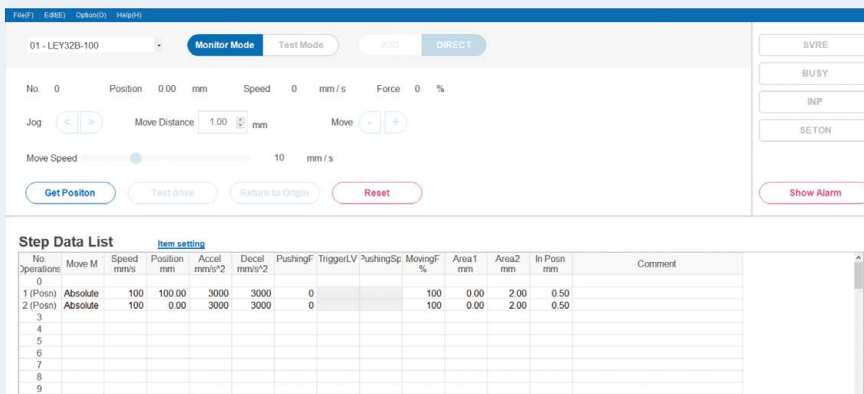 File(F) Edit(E) Option(O) Help(H)
01 - LEY32B-100 Monitor Mode Test Mode JOG DIRECT SVRE
BUSY
No. 0 Position 0.00 mm Speed 0 mm / s Force 0 %
INP
Jog < > Move Distance 1.00 mm Move - +
SETON
Move Speed 10 mm / s
Get Positon Test drive Return to Origin Reset Show Alarm
Step Data List Item setting
No. Operations Move M Speed mm/s Position mm Accel mm/s^2 Decel mm/s^2 PushingF TriggerLV PushingSp MovingF % Area1 mm Area2 mm In Posn mm Comment
0
1 (Posn) Absolute 100 100.00 3000 3000 0 100 0.00 2.00 0.50
2 (Posn) Absolute 100 0.00 3000 3000 0 100 0.00 2.00 0.50
3
4
5
6
7
8
9